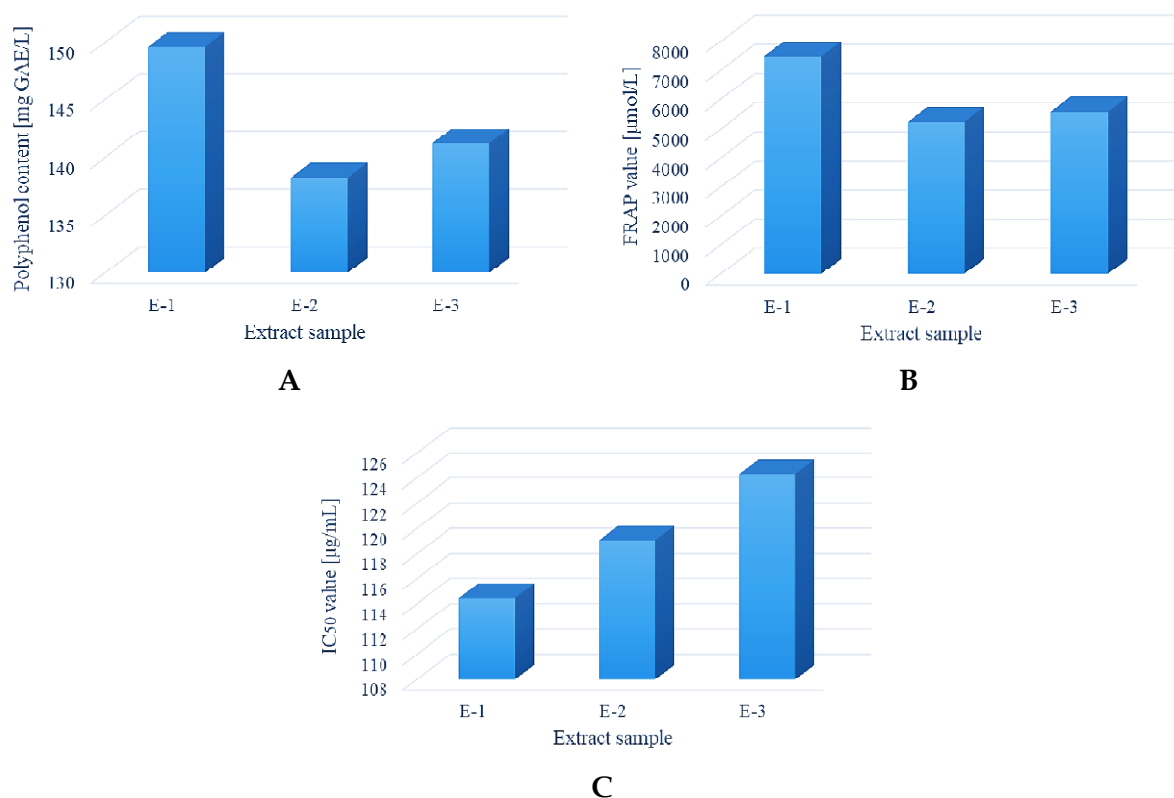 Polyphenol content [mg GAE/L]
150
145
140
135
130
E-1 E-2 E-3
Extract sample
A
FRAP value [µmol/L]
8000
7000
6000
5000
4000
3000
2000
1000
0
E-1 E-2 E-3
Extract sample
B
IC50 value [µg/mL]
126
124
122
120
118
116
114
112
110
108
E-1 E-2 E-3
Extract sample
C